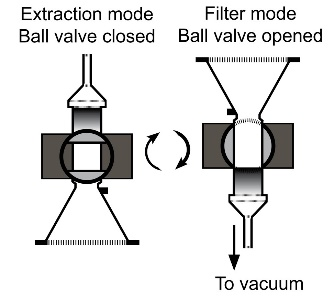 Extraction mode
Ball valve closed
Filter mode
Ball valve opened
To vacuum